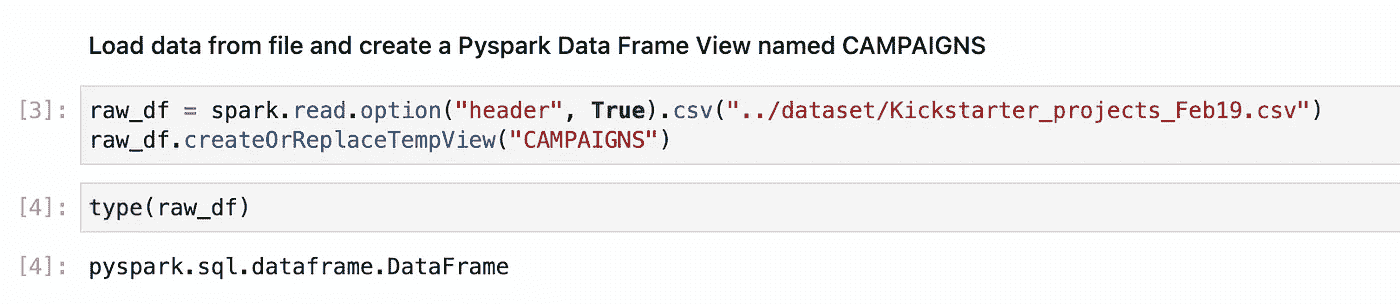 Load data from file and create a Pyspark Data Frame View named CAMPAIGNS
[3]: raw_df = spark.read.option("header", True).csv("../dataset/Kickstarter_projects_Feb19.csv")
raw_df.createOrReplaceTempView("CAMPAIGNS")
[4]: type(raw_df)
[4]: pyspark.sql.dataframe.DataFrame